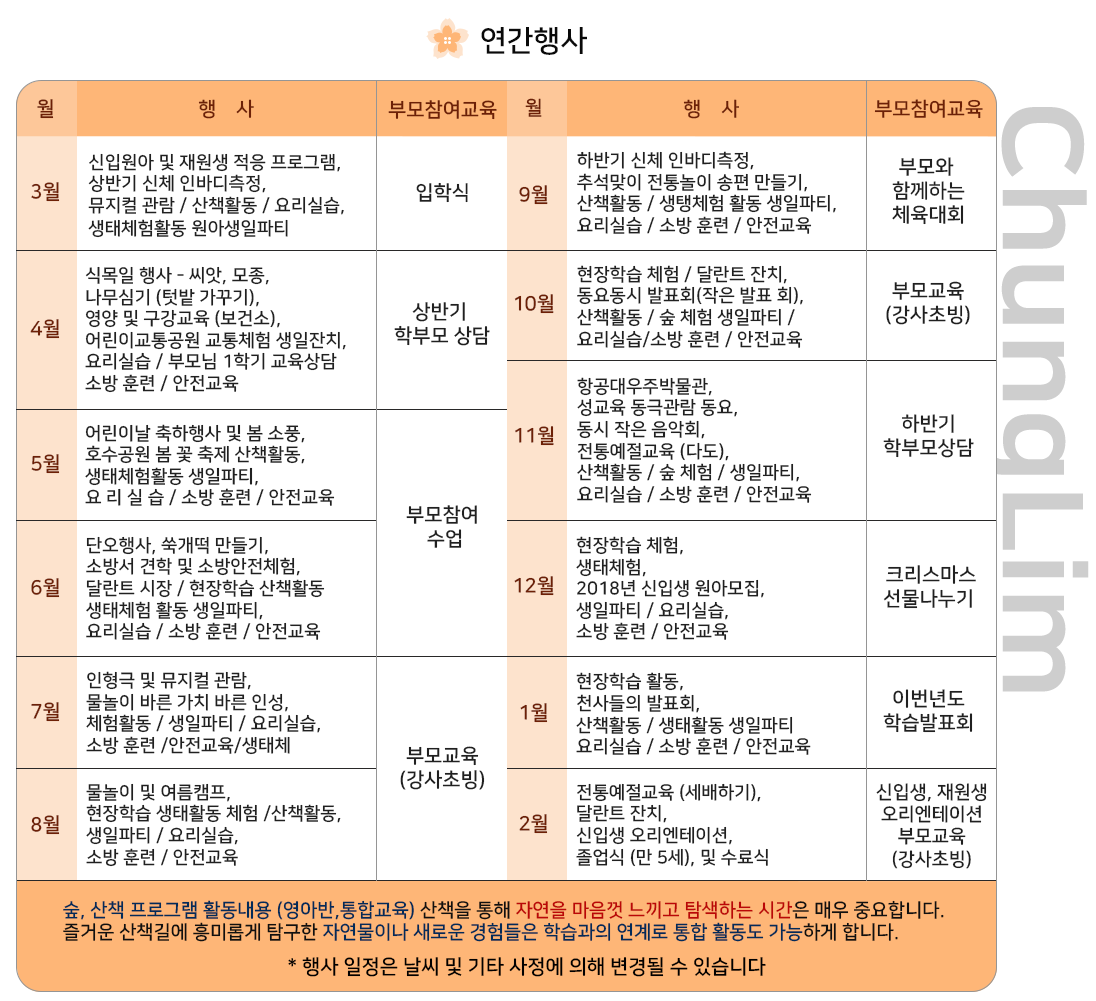 연간행사
월
행 사
부모참여교육
월
행 사
부모참여교육
3월
신입원아 및 재원생 적응 프로그램,
상반기 신체 인바디측정,
뮤지컬 관람 / 산책활동 / 요리실습,
생태체험활동 원아생일파티
입학식
4월
식목일 행사 - 씨앗, 모종,
나무심기 (텃밭 가꾸기),
영양 및 구강교육 (보건소),
어린이교통공원 교통체험 생일잔치,
요리실습 / 부모님 1학기 교육상담
소방 훈련 / 안전교육
상반기
학부모 상담
5월
어린이날 축하행사 및 봄 소풍,
호수공원 봄 꽃 축제 산책활동,
생태체험활동 생일파티,
요 리 실 습 / 소방 훈련 / 안전교육
부모참여
수업
6월
단오행사, 쑥개떡 만들기,
소방서 견학 및 소방안전체험,
달란트 시장 / 현장학습 산책활동
생태체험 활동 생일파티,
요리실습 / 소방 훈련 / 안전교육
7월
인형극 및 뮤지컬 관람,
물놀이 바른 가치 바른 인성,
체험활동 / 생일파티 / 요리실습,
소방 훈련 /안전교육/생태체
부모교육
(강사초빙)
8월
물놀이 및 여름캠프,
현장학습 생태활동 체험 /산책활동,
생일파티 / 요리실습,
소방 훈련 / 안전교육
9월
하반기 신체 인바디측정,
추석맞이 전통놀이 송편 만들기,
산책활동 / 생탱체험 활동 생일파티,
요리실습 / 소방 훈련 / 안전교육
부모와
함께하는
체육대회
10월
현장학습 체험 / 달란트 잔치,
동요동시 발표회(작은 발표 회),
산책활동 / 숲 체험 생일파티 /
요리실습/소방 훈련 / 안전교육
부모교육
(강사초빙)
11월
항공대우주박물관,
성교육 동극관람 동요,
동시 작은 음악회,
전통예절교육 (다도),
산책활동 / 숲 체험 / 생일파티,
요리실습 / 소방 훈련 / 안전교육
하반기
학부모상담
12월
현장학습 체험,
생태체험,
2018년 신입생 원아모집,
생일파티 / 요리실습,
소방 훈련 / 안전교육
크리스마스
선물나누기
1월
현장학습 활동,
천사들의 발표회,
산책활동 / 생태활동 생일파티
요리실습 / 소방 훈련 / 안전교육
이번년도
학습발표회
2월
전통예절교육 (세배하기),
달란트 잔치,
신입생 오리엔테이션,
졸업식 (만 5세), 및 수료식
신입생, 재원생
오리엔테이션
부모교육
(강사초빙)
숲, 산책 프로그램 활동내용 (영아반,통합교육) 산책을 통해 자연을 마음껏 느끼고 탐색하는 시간은 매우 중요합니다.
즐거운 산책길에 흥미롭게 탐구한 자연물이나 새로운 경험들은 학습과의 연계로 통합 활동도 가능하게 합니다.
* 행사 일정은 날씨 및 기타 사정에 의해 변경될 수 있습니다
ChungLim